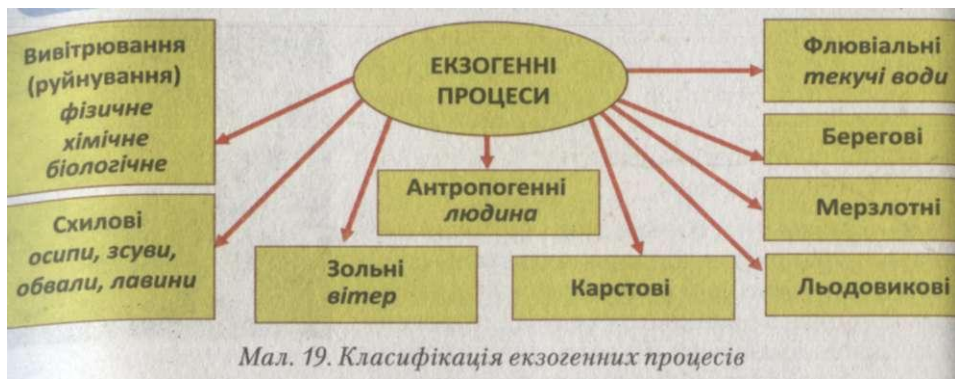 ЕКЗОГЕННІ
ПРОЦЕСИ
Вивітрювання
(руйнування)
фізичне
хімічне
біологічне
Схилові
осипи, зсуви,
обвали, лавини
Зольні
вітер
Антропогенні
людина
Карстові
Флювіальні
текучі води
Берегові
Мерзлотні
Льодовикові
Мал. 19. Класифікація екзогенних процесів